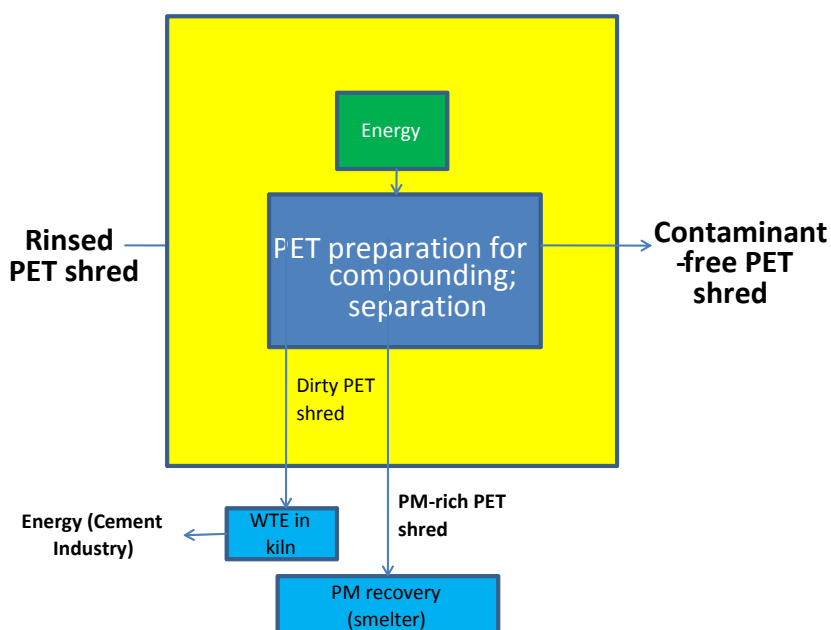 Energy
Rinsed
PET shred
PET preparation for
compounding;
separation
Contaminant
-free PET
shred
Dirty PET
shred
PM-rich PET
shred
Energy (Cement
Industry)
WTE in
kiln
PM recovery
(smelter)